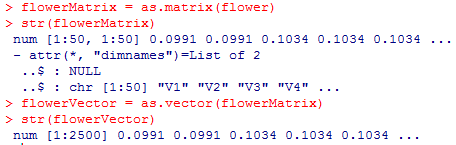 > flowerMatrix = as.matrix(flower)
> str(flowerMatrix)
 num [1:50, 1:50] 0.0991 0.0991 0.1034 0.1034 0.1034 ...
 - attr(*, "dimnames")=List of 2
  ..$ : NULL
  ..$ : chr [1:50] "V1" "V2" "V3" "V4" ...
> flowerVector = as.vector(flowerMatrix)
> str(flowerVector)
 num [1:2500] 0.0991 0.0991 0.1034 0.1034 0.1034 ...